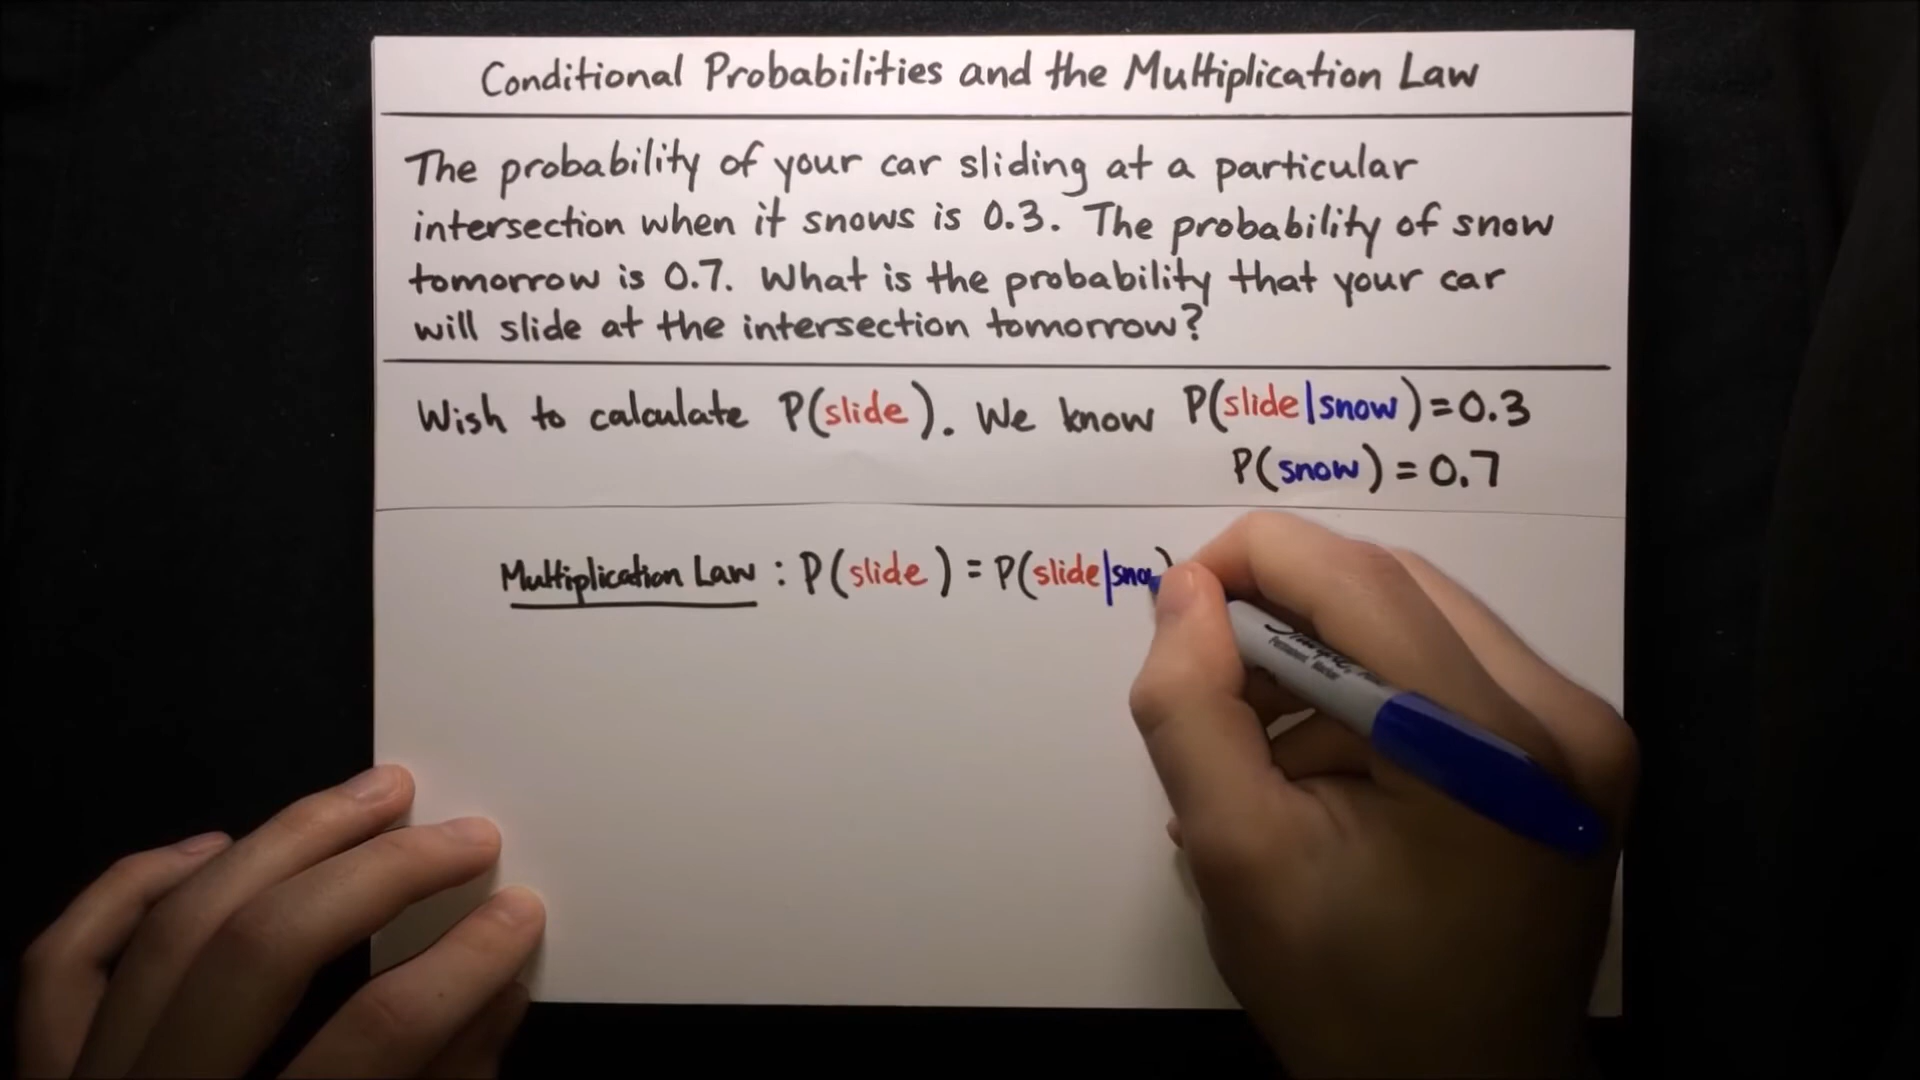 Conditional Probabilities and the Multiplication Law
The probability of your car sliding at a particular
intersection when it snows is 0.3. The probability of snow
tomorrow is 0.7. What is the probability that your car
will slide at the intersection tomorrow?
Wish to calculate P(slide). We know P(slide|snow)=0.3
P(snow)=0.7
Multiplication Law : P(slide) = P(slide|sno)